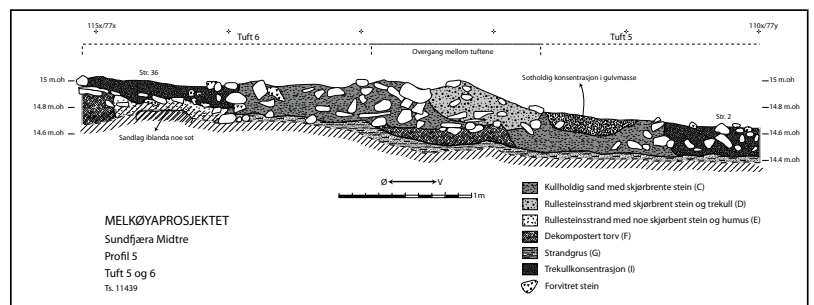 115x/77x
110x/77y
Tuft 6
Tuft 5
Overgang mellom tuftene
Sotholdig konsentrasjon i gulvmasse
Str. 36
15 m.oh
15 m.oh
14.8 m.oh
14.8 m.oh
Str. 2
14.6 m.oh
14.6 m.oh
Sandlag iblanda noe sot
14.4 m.oh
Ø V
1m
MELKØYAPROSJEKTET
Sundfjæra Midtre
Profil 5
Tuft 5 og 6
Ts. 11439
Kullholdig sand med skjørbrente stein (C)
Rullesteinsstrand med skjørbrent stein og trekull (D)
Rullesteinsstrand med noe skjørbent stein og humus (E)
Dekompostert torv (F)
Strandgrus (G)
Trekullkonsentrasjon (I)
Forvitret stein